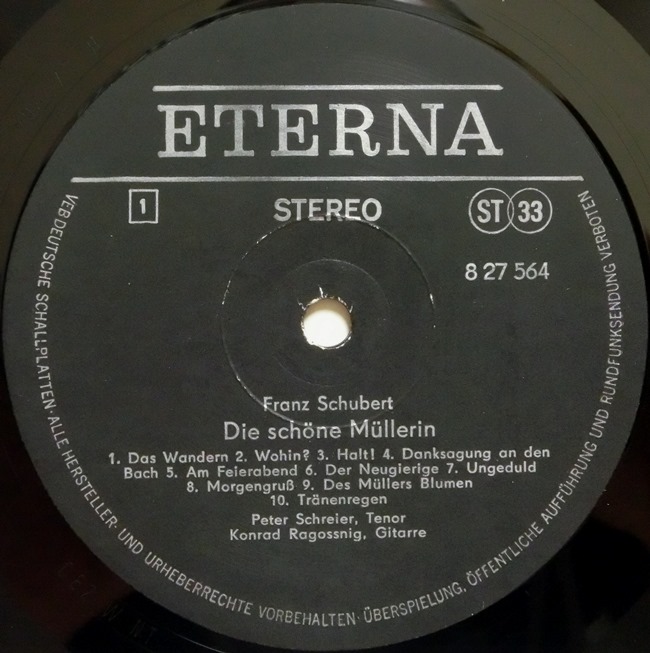 ETERNA
1
STEREO
ST 33
8 27 564
Franz Schubert
Die schöne Müllerin
1. Das Wandern 2. Wohin? 3. Halt! 4. Danksagung an den
Bach 5. Am Feierabend 6. Der Neugierige 7. Ungeduld
8. Morgengruß 9. Des Müllers Blumen
10. Tränenregen
Peter Schreier, Tenor
Konrad Ragossnig, Gitarre
VEB DEUTSCHE SCHALLPLATTEN · ALLE HERSTELLER- UND URHEBERRECHTE VORBEHALTEN · ÜBERSPIELUNG, ÖFFENTLICHE AUFFÜHRUNG UND RUNDFUNKSENDUNG VERBOTEN